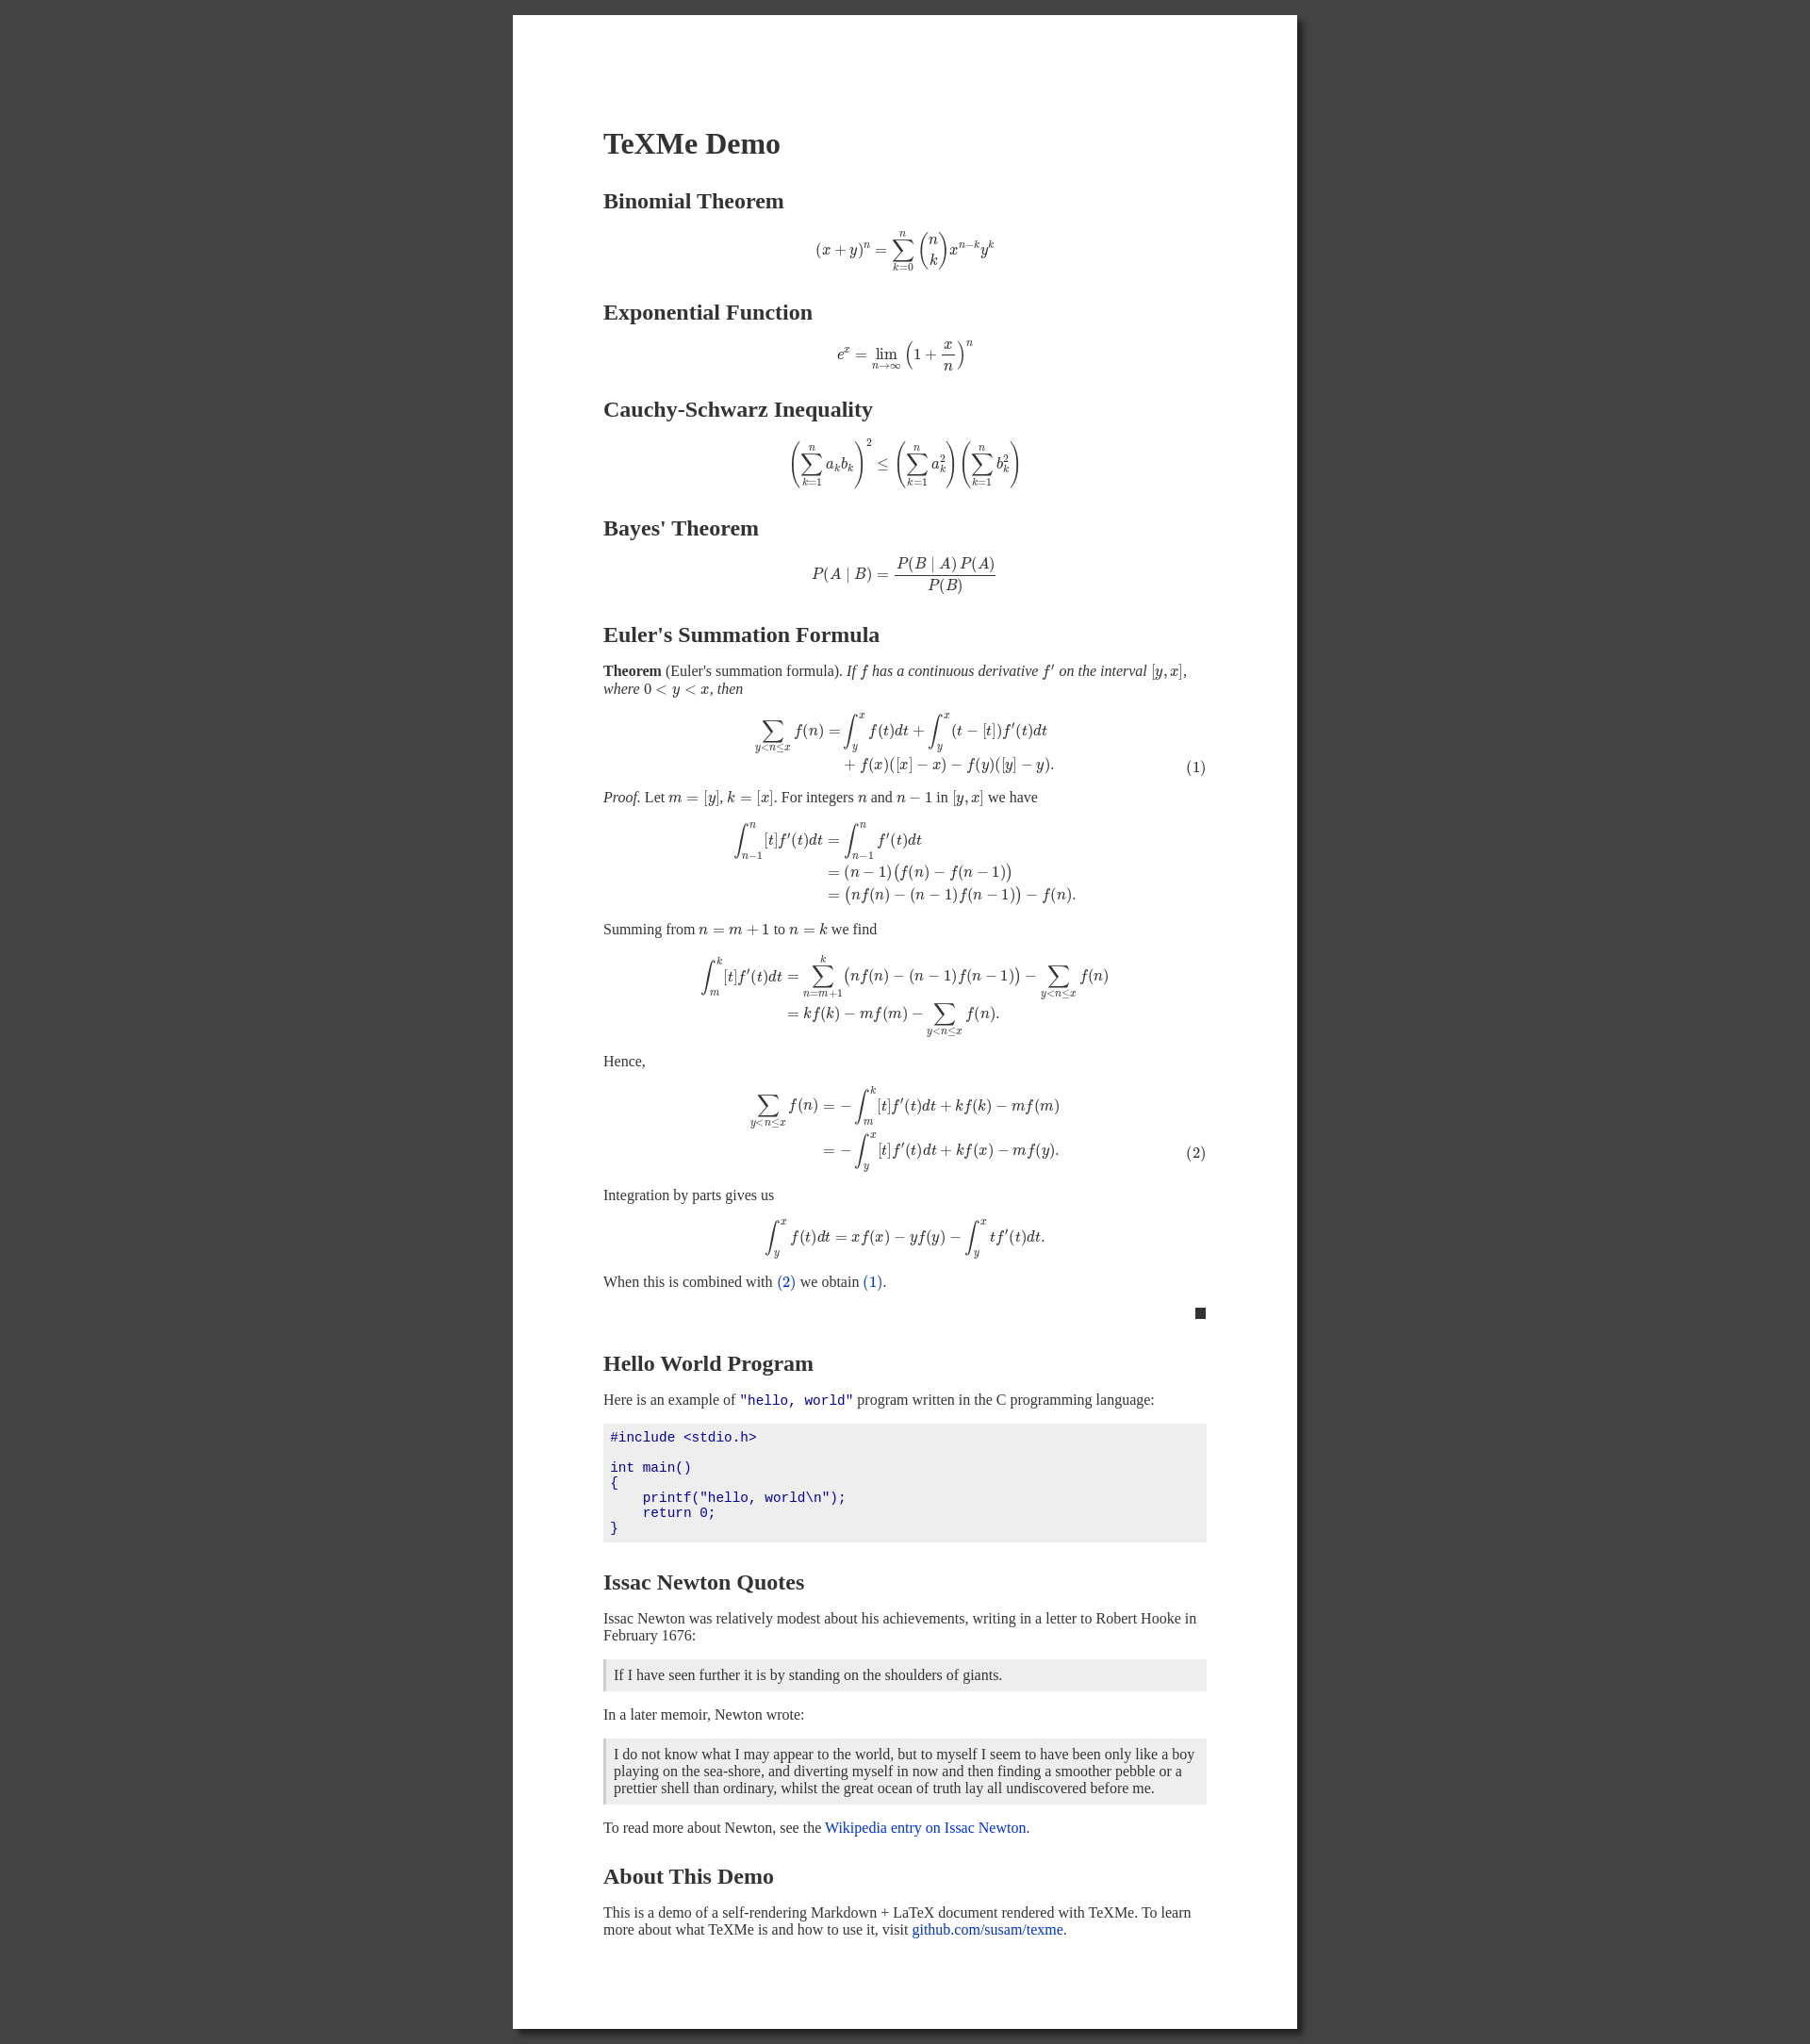 TeXMe Demo
Binomial Theorem
$(x + y)^n = \sum_{k=0}^{n} \binom{n}{k} x^{n-k} y^k$
Exponential Function
$e^x = \lim_{n \to \infty} \left( 1 + \frac{x}{n} \right)^n$
Cauchy-Schwarz Inequality
$\left( \sum_{k=1}^{n} a_k b_k \right)^2 \leq \left( \sum_{k=1}^{n} a_k^2 \right) \left( \sum_{k=1}^{n} b_k^2 \right)$
Bayes' Theorem
$P(A \mid B) = \frac{P(B \mid A) \, P(A)}{P(B)}$
Euler's Summation Formula
Theorem (Euler's summation formula). If $f$ has a continuous derivative $f'$ on the interval $[y, x]$,
where $0 < y < x$, then
$\sum_{y < n \leq x} f(n) = \int_y^x f(t) dt + \int_y^x (t - [t]) f'(t) dt$
$+ f(x)([x] - x) - f(y)([y] - y).$ (1)
Proof. Let $m = [y]$, $k = [x]$. For integers $n$ and $n - 1$ in $[y, x]$ we have
$\int_{n-1}^{n} [t] f'(t) dt = \int_{n-1}^{n} f'(t) dt$
$= (n - 1) \big( f(n) - f(n - 1) \big)$
$= \big( n f(n) - (n - 1) f(n - 1) \big) - f(n).$
Summing from $n = m + 1$ to $n = k$ we find
$\int_m^k [t] f'(t) dt = \sum_{n=m+1}^{k} \big( n f(n) - (n - 1) f(n - 1) \big) - \sum_{y < n \leq x} f(n)$
$= k f(k) - m f(m) - \sum_{y < n \leq x} f(n).$
Hence,
$\sum_{y < n \leq x} f(n) = - \int_m^k [t] f'(t) dt + k f(k) - m f(m)$
$= - \int_y^x [t] f'(t) dt + k f(x) - m f(y).$ (2)
Integration by parts gives us
$\int_y^x f(t) dt = x f(x) - y f(y) - \int_y^x t f'(t) dt.$
When this is combined with (2) we obtain (1).
■
Hello World Program
Here is an example of "hello, world" program written in the C programming language:
#include <stdio.h>
int main()
{
    printf("hello, world\n");
    return 0;
}
Issac Newton Quotes
Issac Newton was relatively modest about his achievements, writing in a letter to Robert Hooke in
February 1676:
If I have seen further it is by standing on the shoulders of giants.
In a later memoir, Newton wrote:
I do not know what I may appear to the world, but to myself I seem to have been only like a boy
playing on the sea-shore, and diverting myself in now and then finding a smoother pebble or a
prettier shell than ordinary, whilst the great ocean of truth lay all undiscovered before me.
To read more about Newton, see the Wikipedia entry on Issac Newton.
About This Demo
This is a demo of a self-rendering Markdown + LaTeX document rendered with TeXMe. To learn
more about what TeXMe is and how to use it, visit github.com/susam/texme.